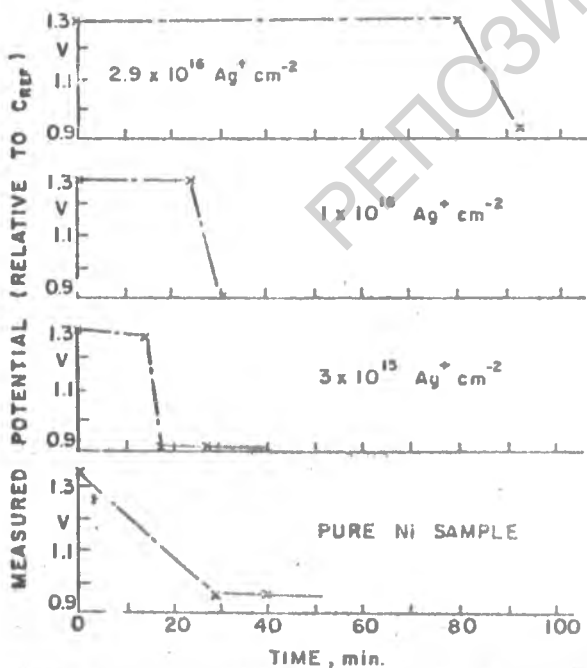 MEASURED POTENTIAL (RELATIVE TO CREF)
1.3
V
1.1
0.9
2.9 x 10^16 Ag+ cm-2
РЕПОЗИ
1.3
V
1.1
0.9
1 x 10^16 Ag+ cm-2
1.3
V
1.1
0.9
3 x 10^15 Ag+ cm-2
1.3
V
1.1
0.9
PURE Ni SAMPLE
0 20 40 60 80 100
TIME, min.